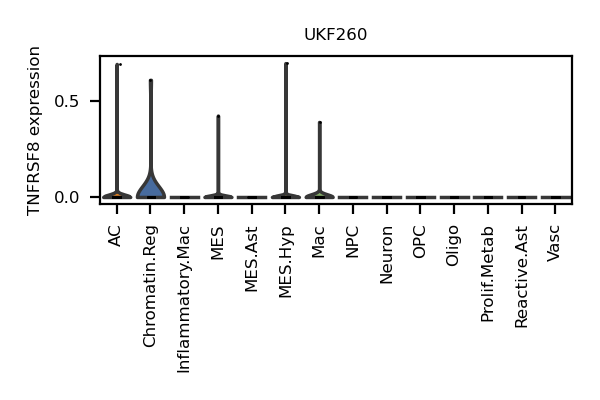 UKF260
TNFRSF8 expression
0.5
0.0
AC
Chromatin.Reg
Inflammatory.Mac
MES
MES.Ast
MES.Hyp
Mac
NPC
Neuron
OPC
Oligo
Prolif.Metab
Reactive.Ast
Vasc